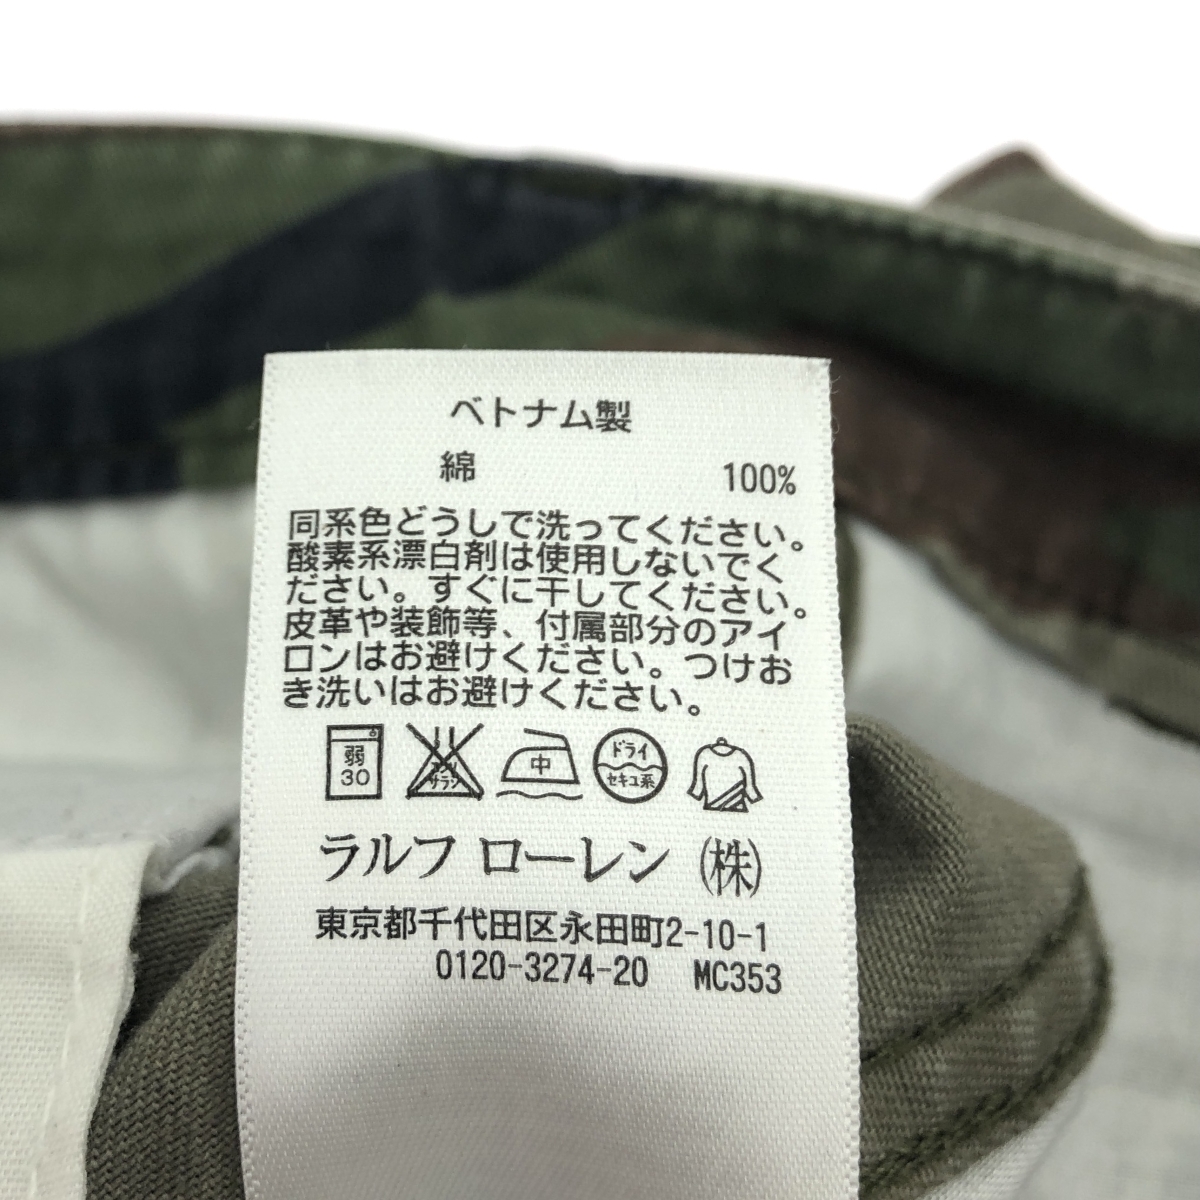 ベトナム製
綿 100%
同系色どうしで洗ってください。
酸素系漂白剤は使用しないでく
ださい。すぐに干してください。
皮革や装飾等、付属部分のアイ
ロンはお避けください。つけお
き洗いはお避けください。
弱 中 ドライ
30 サラシ セキユ系
ラルフ ローレン (株)
東京都千代田区永田町2-10-1
0120-3274-20 MC353